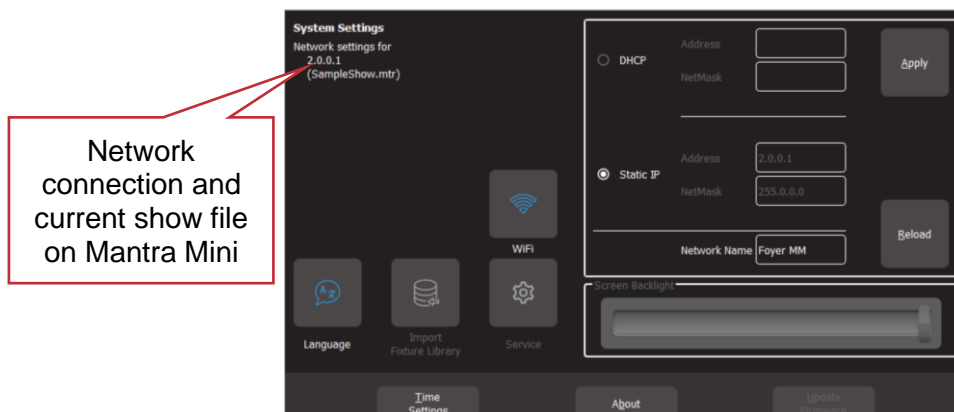 System Settings
Network settings for
2.0.0.1
(SampleShow.mtr)
Network
connection and
current show file
on Mantra Mini
DHCP
Address
NetMask
Apply
Static IP
Address
2.0.0.1
NetMask
255.0.0.0
Reload
Network Name
Foyer MM
WiFi
Screen Backlight
Language
Import
Fixture Library
Service
Time
Settings
About
Update
Firmware